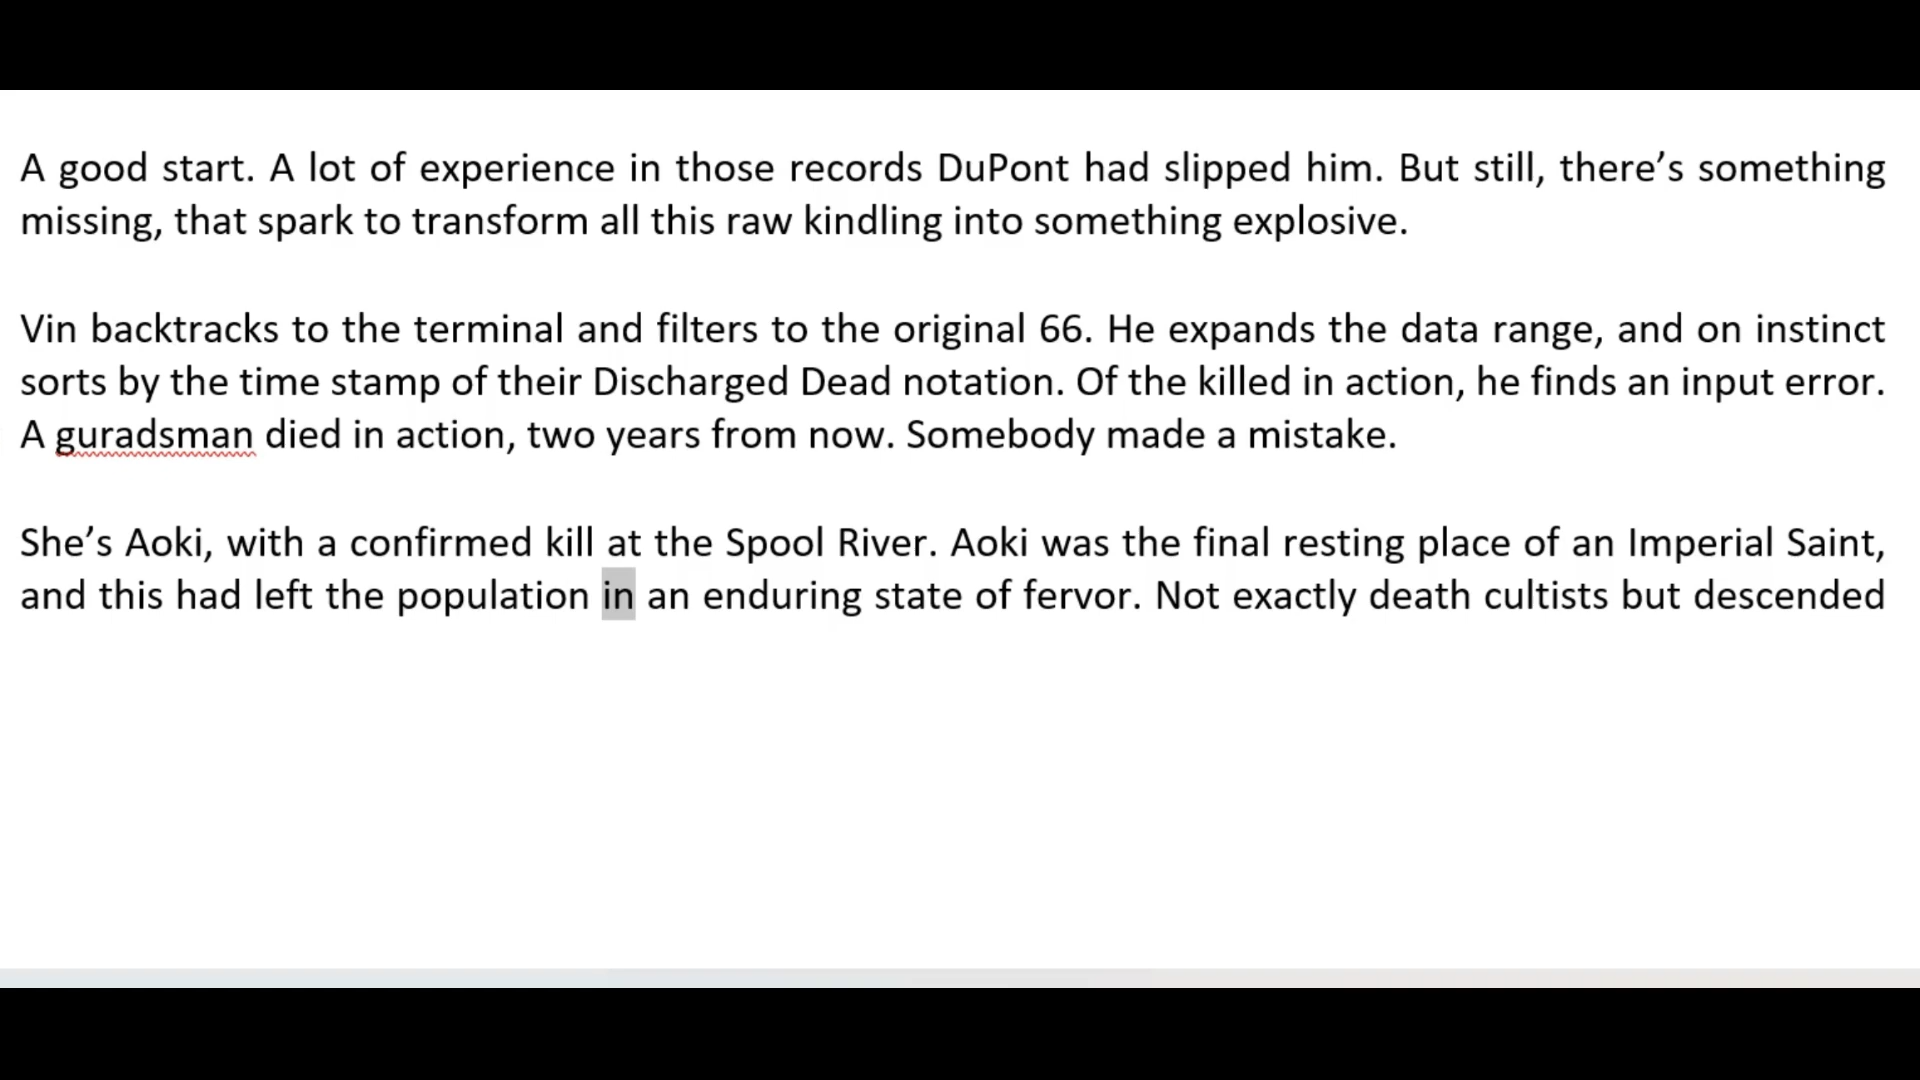 A good start. A lot of experience in those records DuPont had slipped him. But still, there’s something
missing, that spark to transform all this raw kindling into something explosive.
Vin backtracks to the terminal and filters to the original 66. He expands the data range, and on instinct
sorts by the time stamp of their Discharged Dead notation. Of the killed in action, he finds an input error.
A guradsman died in action, two years from now. Somebody made a mistake.
She’s Aoki, with a confirmed kill at the Spool River. Aoki was the final resting place of an Imperial Saint,
and this had left the population in an enduring state of fervor. Not exactly death cultists but descended